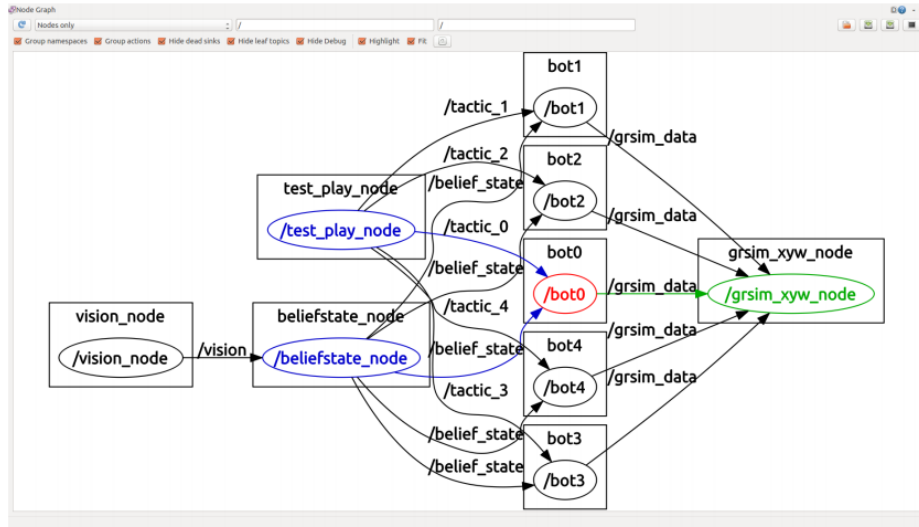 Node Graph
Nodes only
/
/
Group namespaces
Group actions
Hide dead sinks
Hide leaf topics
Hide Debug
Highlight
Fit
bot1
/bot1
/tactic_1
/grsim_data
bot2
/tactic_2
/belief_state
test_play_node
/bot2
/grsim_data
/test_play_node
/tactic_0
bot0
grsim_xyw_node
/belief_state
/bot0
/grsim_data
/grsim_xyw_node
vision_node
beliefstate_node
/tactic_4
/grsim_data
bot4
/vision_node
/vision
/beliefstate_node
/belief_state
/bot4
/grsim_data
/tactic_3
/belief_state
bot3
/belief_state
/bot3